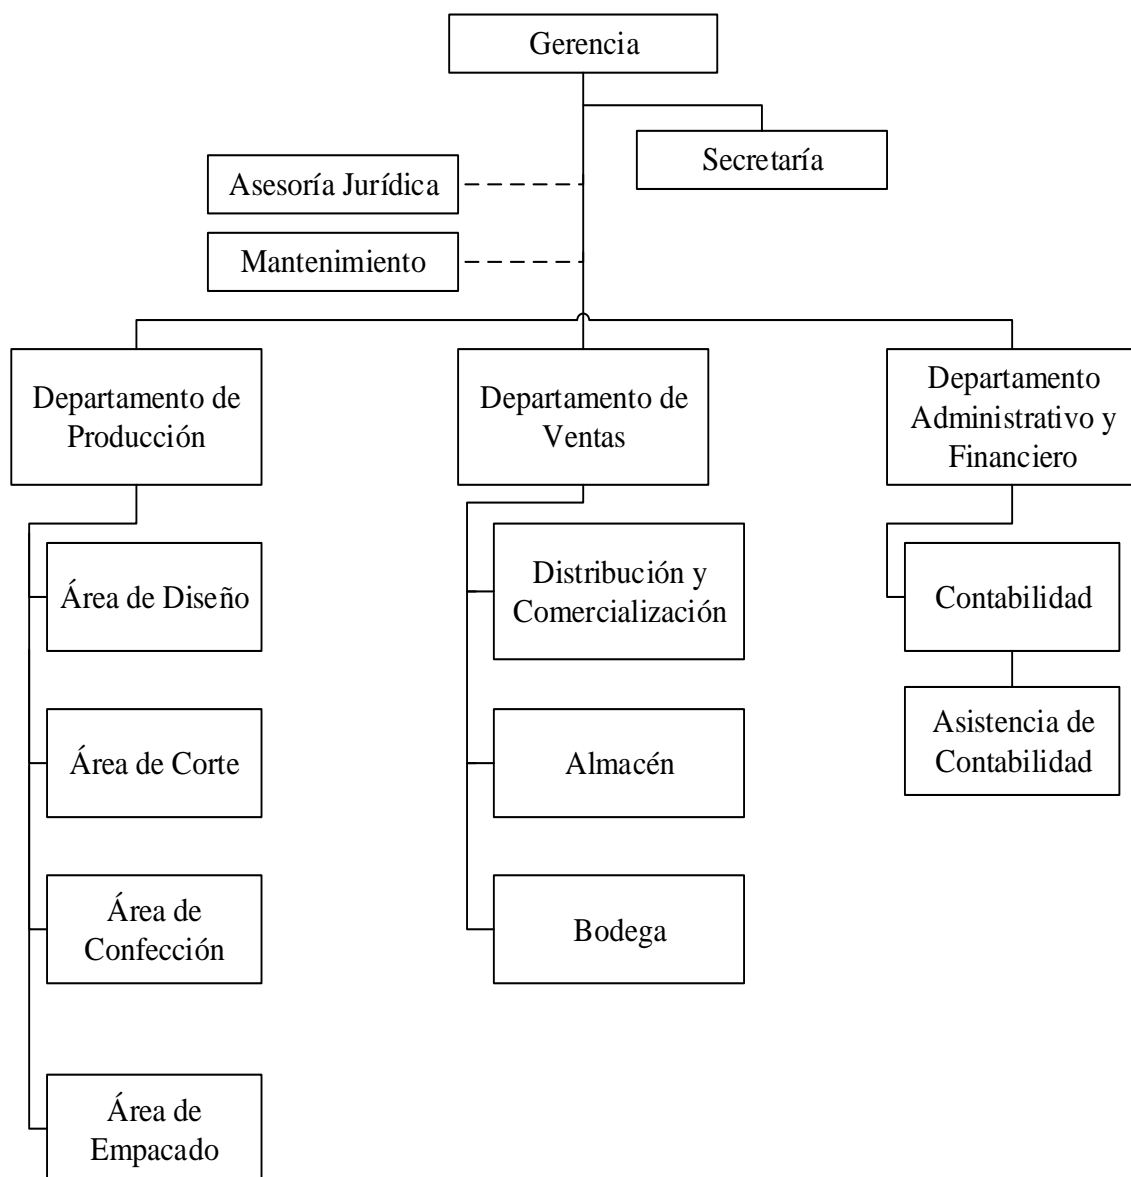 Gerencia
Secretaría
Asesoría Jurídica
Mantenimiento
Departamento de
Producción
Departamento de
Ventas
Departamento
Administrativo y
Financiero
Área de Diseño
Área de Corte
Área de
Confección
Área de
Empacado
Distribución y
Comercialización
Almacén
Bodega
Contabilidad
Asistencia de
Contabilidad